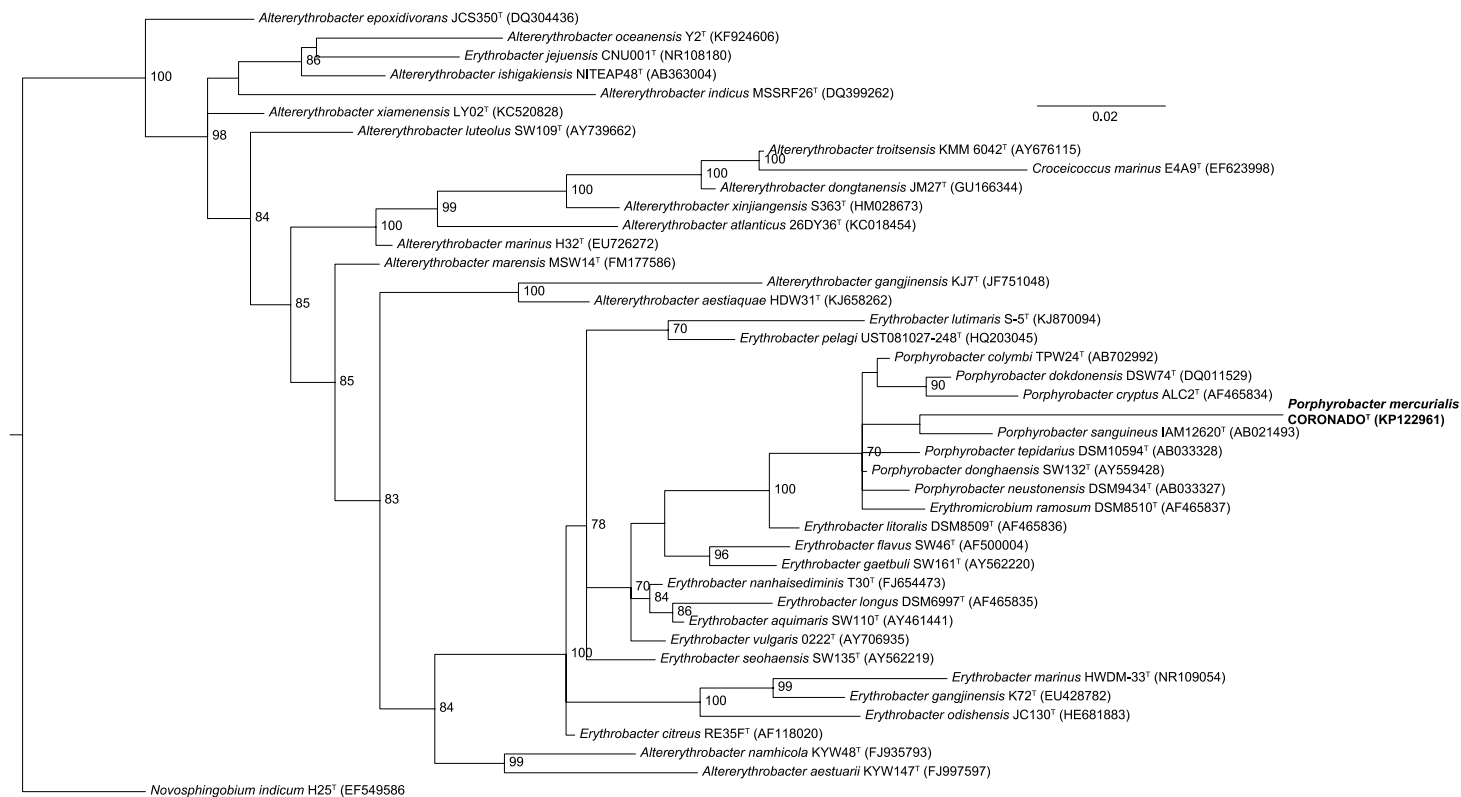 Altererythrobacter epoxidivorans JCS350ᵀ (DQ304436)
Altererythrobacter oceanensis Y2ᵀ (KF924606)
86
Erythrobacter jejuensis CNU001ᵀ (NR108180)
Altererythrobacter ishigakiensis NITEAP48ᵀ (AB363004)
100
Altererythrobacter indicus MSSRF26ᵀ (DQ399262)
Altererythrobacter xiamenensis LY02ᵀ (KC520828)
0.02
98
Altererythrobacter luteolus SW109ᵀ (AY739662)
Altererythrobacter troitsensis KMM 6042ᵀ (AY676115)
100
Croceicoccus marinus E4A9ᵀ (EF623998)
100
Altererythrobacter dongtanensis JM27ᵀ (GU166344)
100
Altererythrobacter xinjiangensis S363ᵀ (HM028673)
99
84
Altererythrobacter atlanticus 26DY36ᵀ (KC018454)
100
Altererythrobacter marinus H32ᵀ (EU726272)
Altererythrobacter marensis MSW14ᵀ (FM177586)
Altererythrobacter gangjinensis KJ7ᵀ (JF751048)
100
Altererythrobacter aestiaquae HDW31ᵀ (KJ658262)
85
Erythrobacter lutimaris S-5ᵀ (KJ870094)
70
Erythrobacter pelagi UST081027-248ᵀ (HQ203045)
Porphyrobacter colymbi TPW24ᵀ (AB702992)
Porphyrobacter dokdonensis DSW74ᵀ (DQ011529)
90
85
Porphyrobacter cryptus ALC2ᵀ (AF465834)
Porphyrobacter mercurialis
CORONADOᵀ (KP122961)
Porphyrobacter sanguineus IAM12620ᵀ (AB021493)
70
Porphyrobacter tepidarius DSM10594ᵀ (AB033328)
Porphyrobacter donghaensis SW132ᵀ (AY559428)
100
Porphyrobacter neustonensis DSM9434ᵀ (AB033327)
83
Erythromicrobium ramosum DSM8510ᵀ (AF465837)
78
Erythrobacter litoralis DSM8509ᵀ (AF465836)
Erythrobacter flavus SW46ᵀ (AF500004)
96
Erythrobacter gaetbuli SW161ᵀ (AY562220)
70
Erythrobacter nanhaisediminis T30ᵀ (FJ654473)
84
Erythrobacter longus DSM6997ᵀ (AF465835)
86
Erythrobacter aquimaris SW110ᵀ (AY461441)
Erythrobacter vulgaris 0222ᵀ (AY706935)
100
Erythrobacter seohaensis SW135ᵀ (AY562219)
Erythrobacter marinus HWDM-33ᵀ (NR109054)
99
Erythrobacter gangjinensis K72ᵀ (EU428782)
100
84
Erythrobacter odishensis JC130ᵀ (HE681883)
Erythrobacter citreus RE35Fᵀ (AF118020)
Altererythrobacter namhicola KYW48ᵀ (FJ935793)
99
Altererythrobacter aestuarii KYW147ᵀ (FJ997597)
Novosphingobium indicum H25ᵀ (EF549586